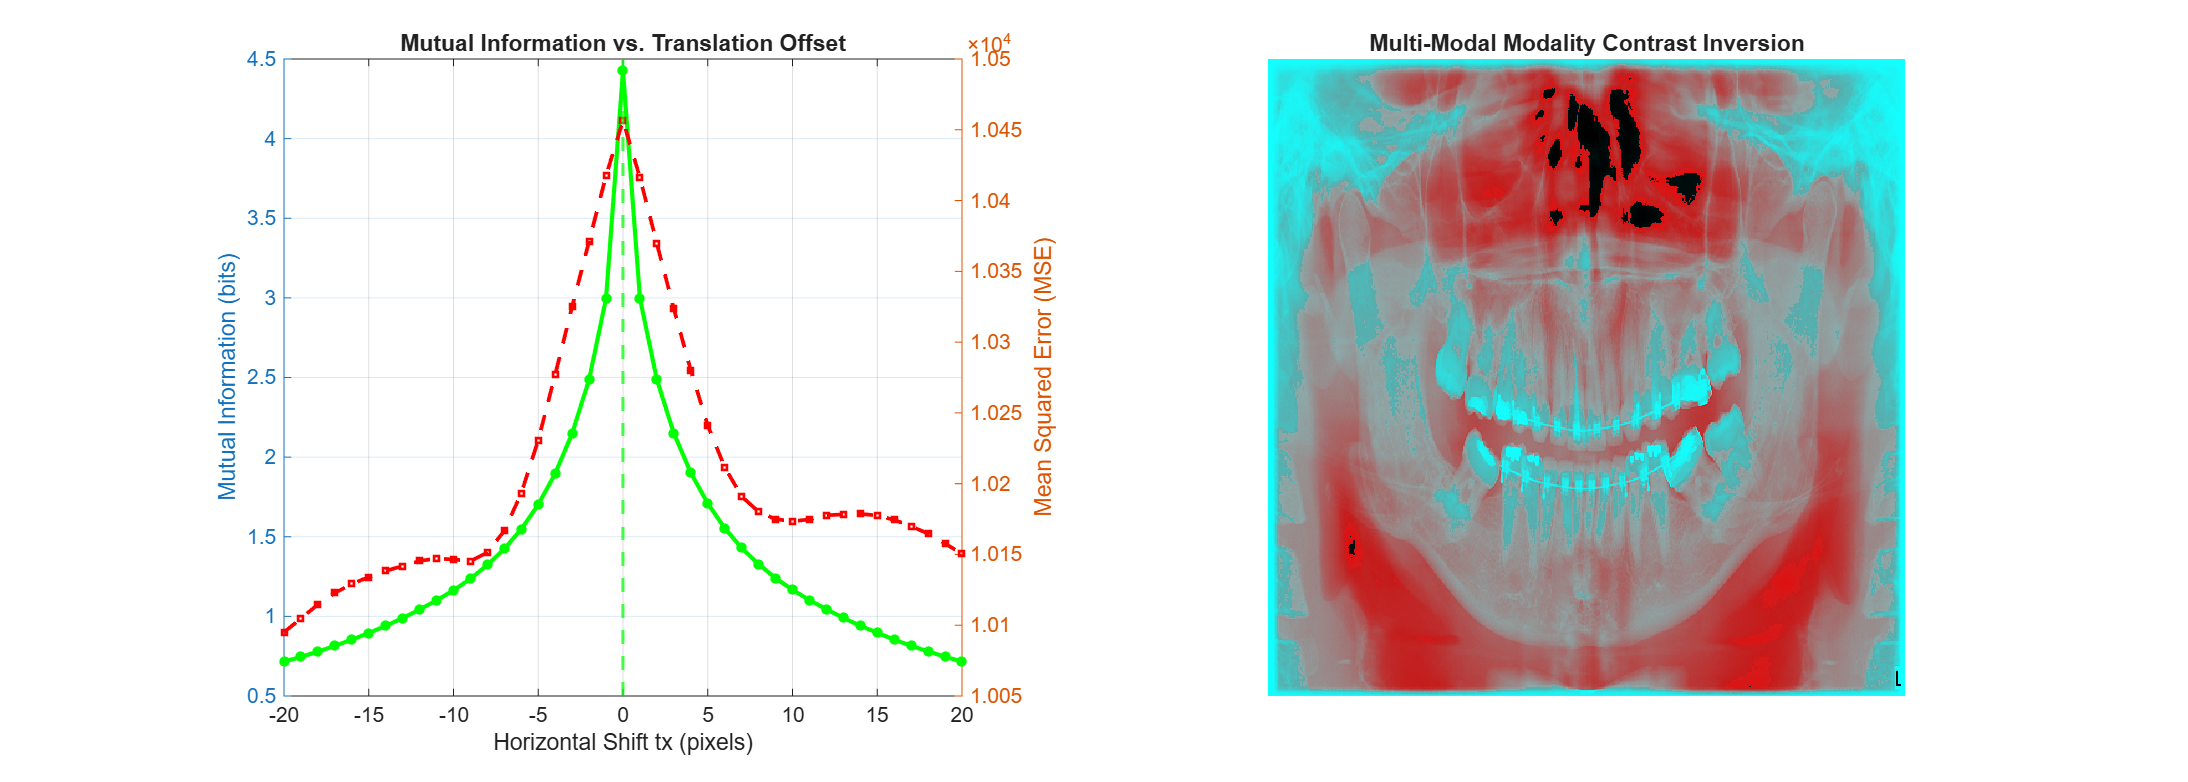 Mutual Information vs. Translation Offset
×10⁴
4.5
4
3.5
3
2.5
2
1.5
1
0.5
Mutual Information (bits)
1.05
1.045
1.04
1.035
1.03
1.025
1.02
1.015
1.01
1.005
Mean Squared Error (MSE)
-20 -15 -10 -5 0 5 10 15 20
Horizontal Shift tx (pixels)
Multi-Modal Modality Contrast Inversion
L